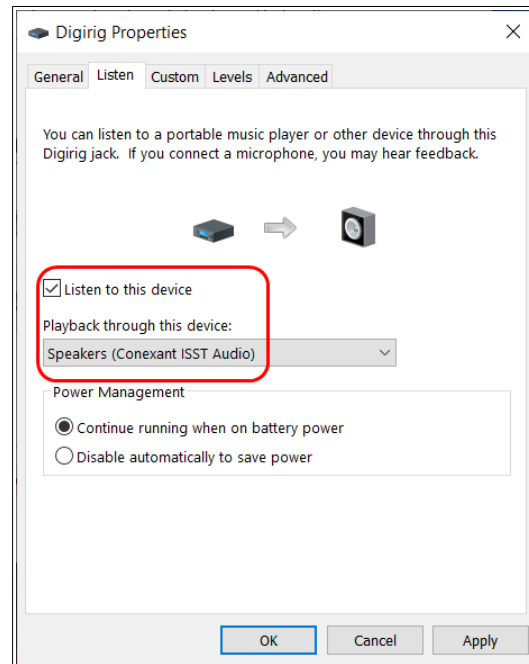 Digirig Properties
General Listen Custom Levels Advanced
You can listen to a portable music player or other device through this
Digirig jack. If you connect a microphone, you may hear feedback.
Listen to this device
Playback through this device:
Speakers (Conexant ISST Audio)
Power Management
Continue running when on battery power
Disable automatically to save power
OK Cancel Apply